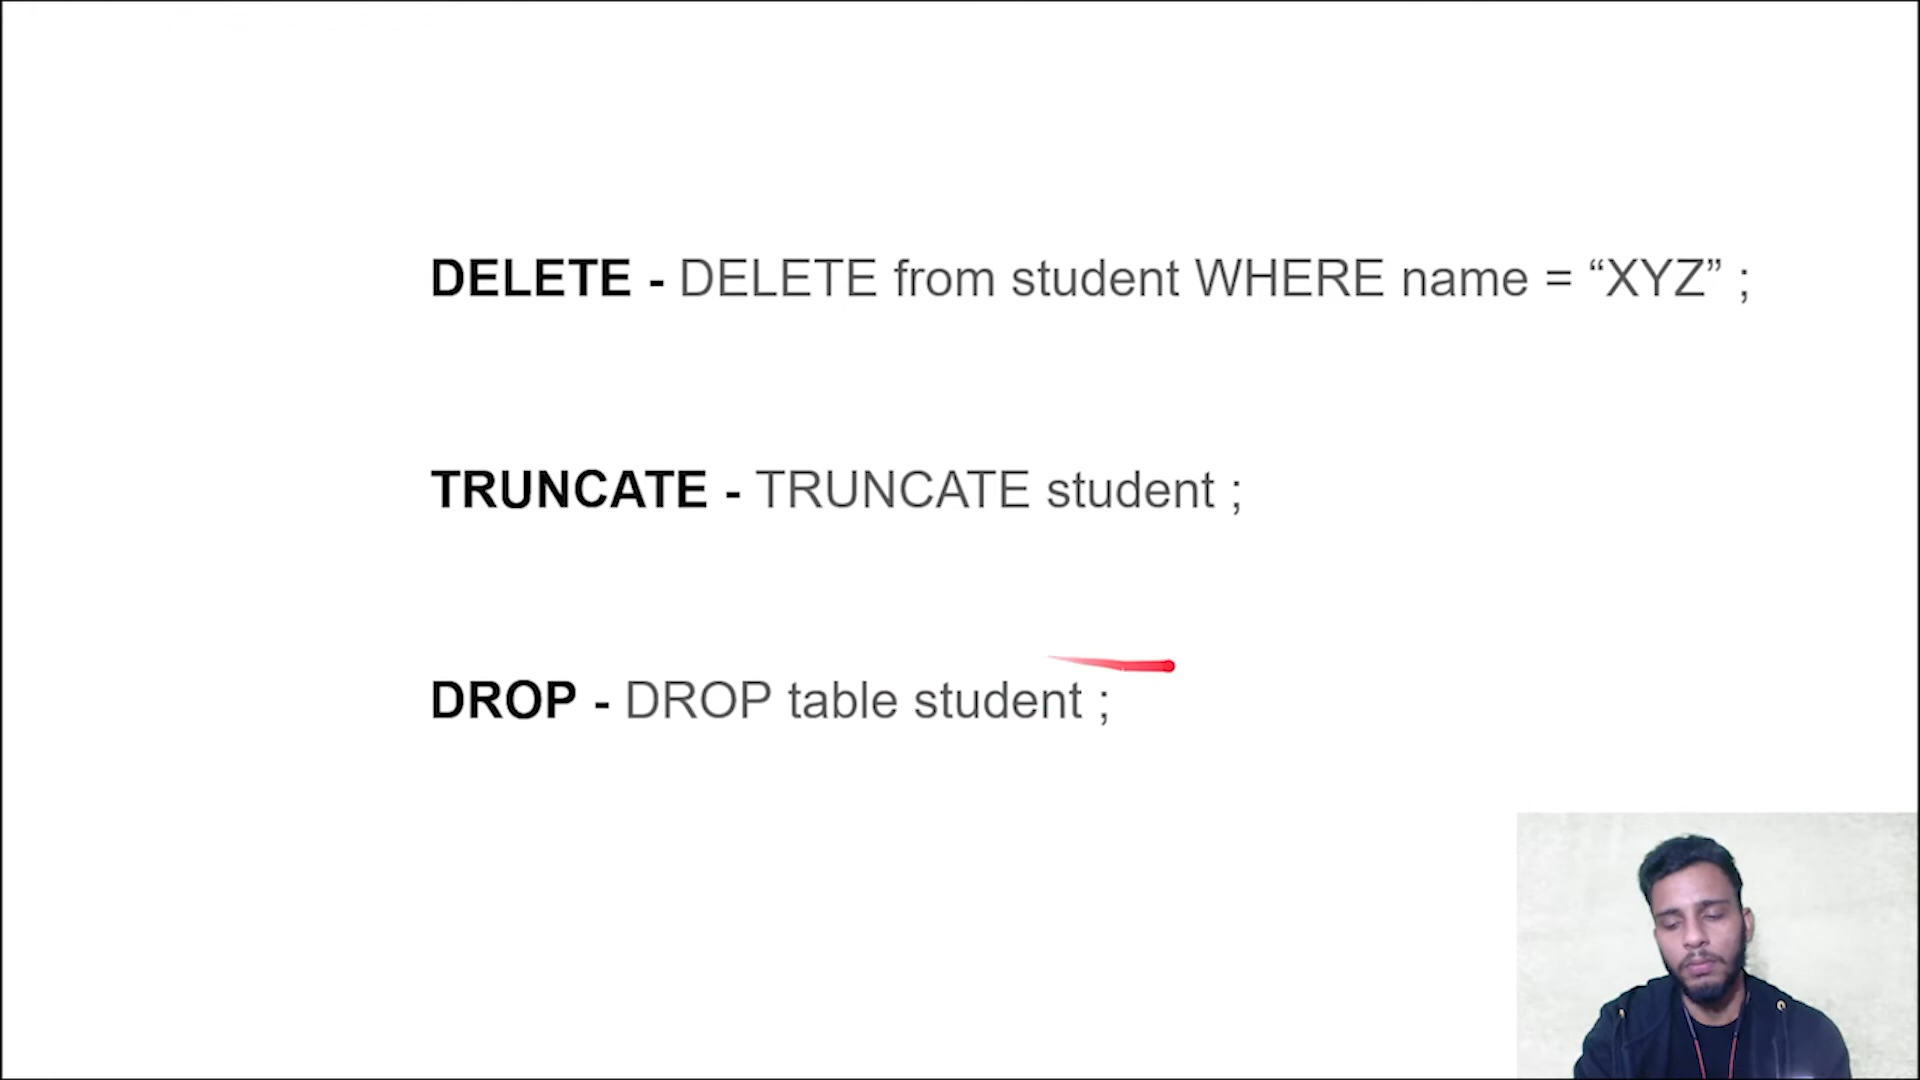 DELETE - DELETE from student WHERE name = “XYZ” ;
TRUNCATE - TRUNCATE student ;
DROP - DROP table student ;